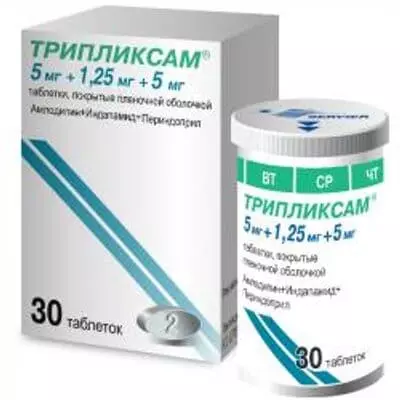 ТРИПЛИКСАМ®
5 мг + 1,25 мг + 5 мг
таблетки, покрытые пленочной оболочкой
Амлодипин+Индапамид+Периндоприл
30 таблеток
SERVIER
ВТ СР ЧТ
ТРИПЛИКСАМ®
5 мг + 1,25 мг + 5 мг
таблетки, покрытые
пленочной оболочкой
Амлодипин+Индапамид+
Периндоприл
30 таблеток